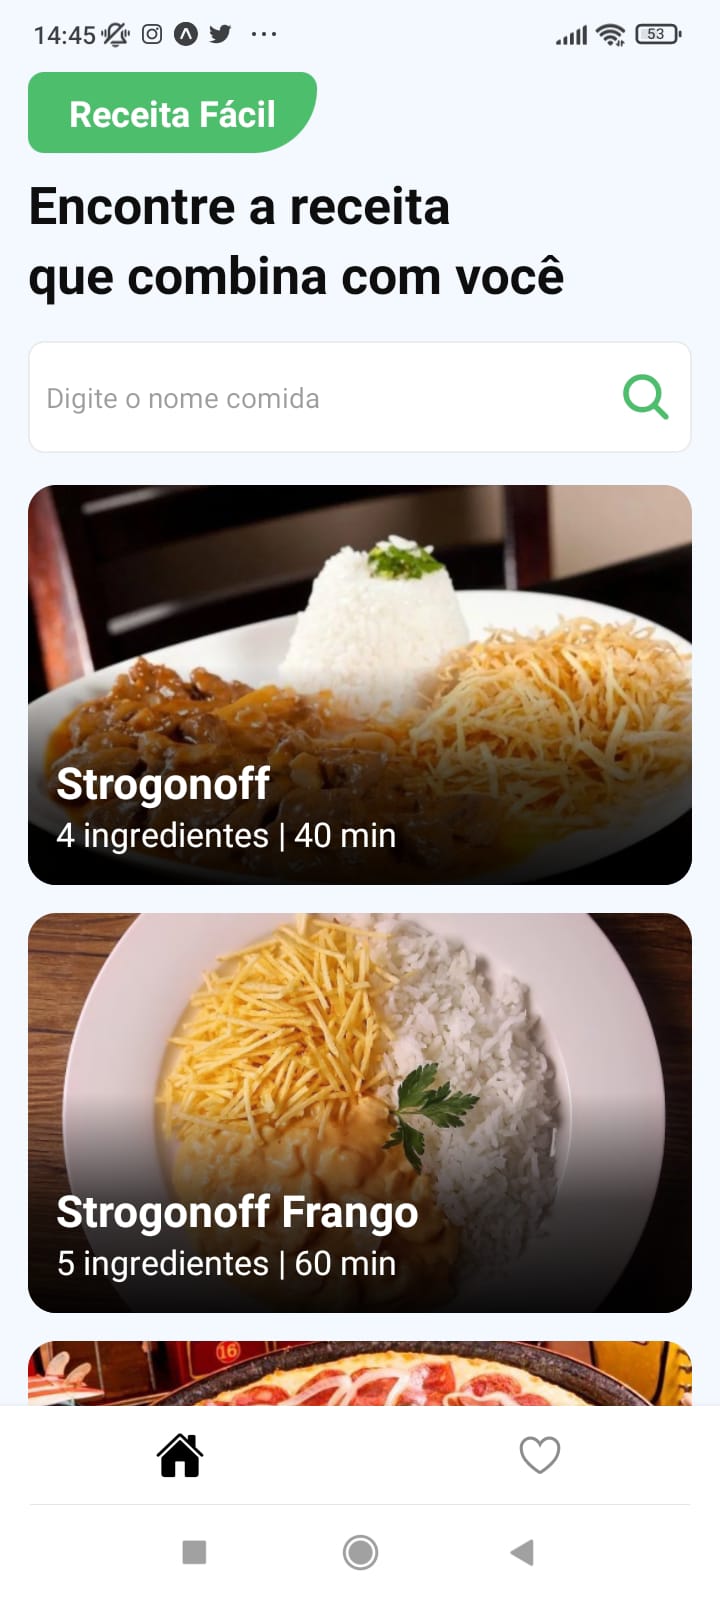 14:45
53
Receita Fácil
Encontre a receita
que combina com você
Digite o nome comida
Strogonoff
4 ingredientes | 40 min
Strogonoff Frango
5 ingredientes | 60 min
16